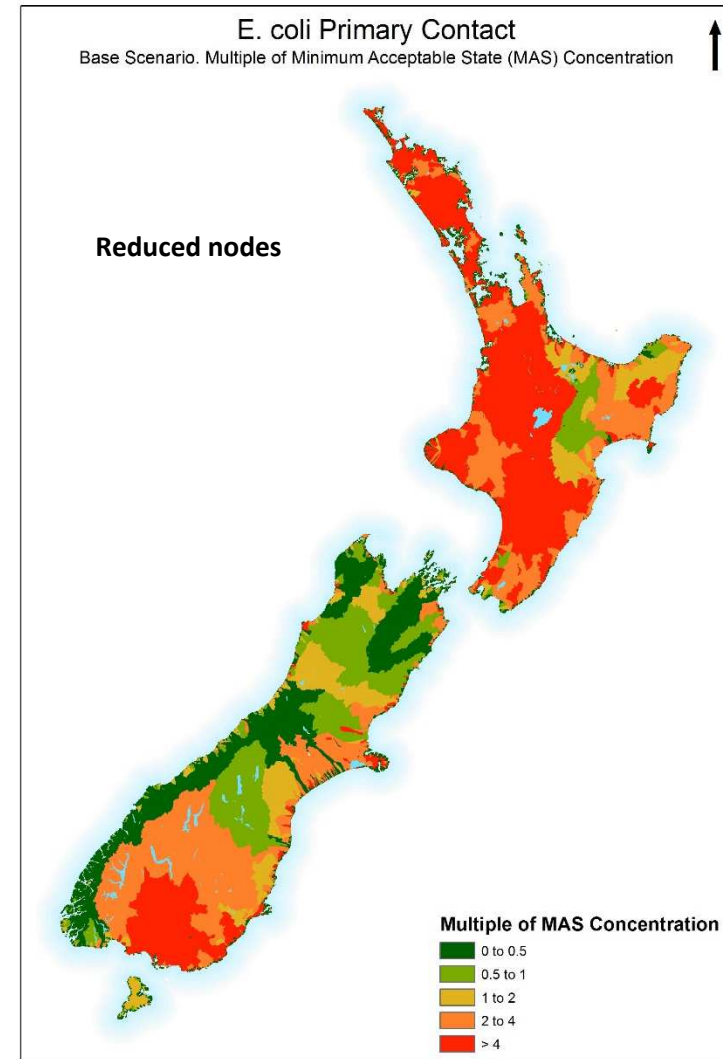 E. coli Primary Contact
Base Scenario. Multiple of Minimum Acceptable State (MAS) Concentration
Reduced nodes
Multiple of MAS Concentration
0 to 0.5
0.5 to 1
1 to 2
2 to 4
> 4